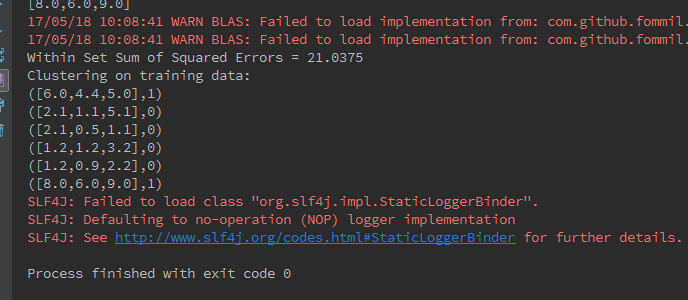 [8.0,6.0,9.0]
17/05/18 10:08:41 WARN BLAS: Failed to load implementation from: com.github.fommil.
17/05/18 10:08:41 WARN BLAS: Failed to load implementation from: com.github.fommil.
Within Set Sum of Squared Errors = 21.0375
Clustering on training data:
([6.0,4.4,5.0],1)
([2.1,1.1,5.1],0)
([2.1,0.5,1.1],0)
([1.2,1.2,3.2],0)
([1.2,0.9,2.2],0)
([8.0,6.0,9.0],1)
SLF4J: Failed to load class "org.slf4j.impl.StaticLoggerBinder".
SLF4J: Defaulting to no-operation (NOP) logger implementation
SLF4J: See http://www.slf4j.org/codes.html#StaticLoggerBinder for further details.
Process finished with exit code 0